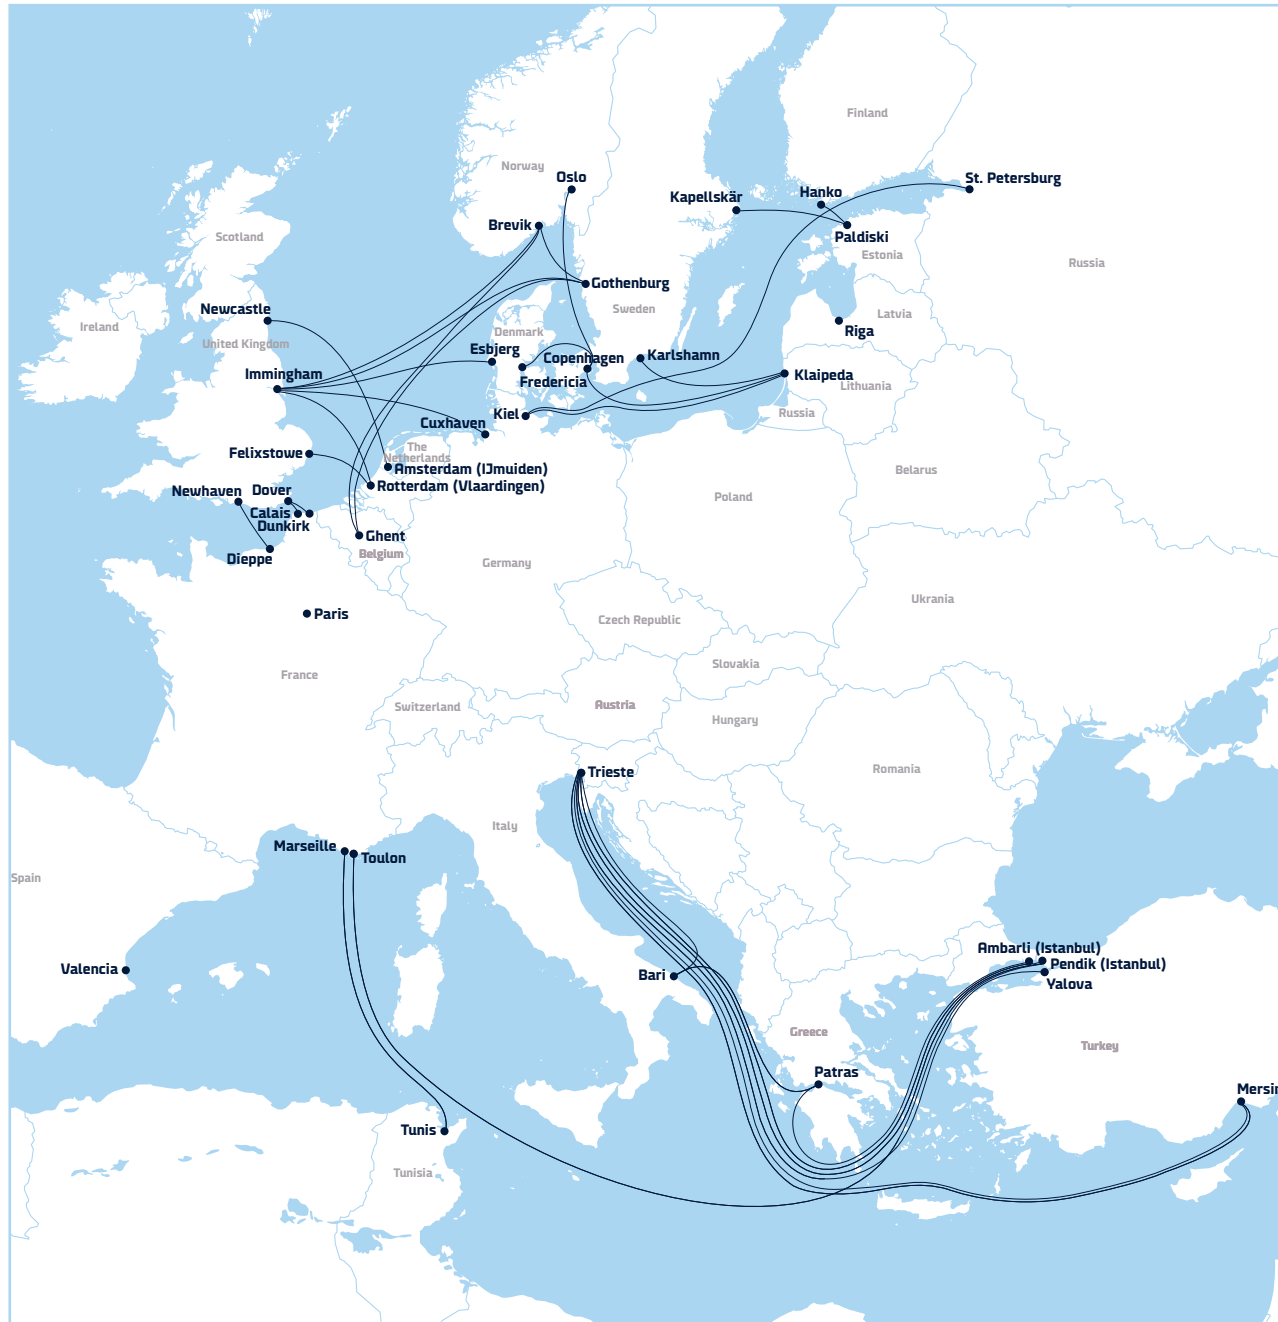 Finland
Norway
Oslo
St. Petersburg
Kapellskär
Hanko
Brevik
Paldiski
Scotland
Estonia
Russia
Gothenburg
Newcastle
Sweden
Latvia
Ireland
Denmark
Riga
United Kingdom
Esbjerg
Copenhagen
Karlshamn
Immingham
Fredericia
Klaipeda
Lithuania
Kiel
Russia
Cuxhaven
The
Netherlands
Felixstowe
Amsterdam (IJmuiden)
Belarus
Rotterdam (Vlaardingen)
Newhaven
Dover
Poland
Calais
Dunkirk
Ghent
Dieppe
Belgium
Germany
Ukrania
Paris
Czech Republic
Slovakia
France
Switzerland
Austria
Hungary
Trieste
Romania
Italy
Marseille
Toulon
Spain
Ambarli (Istanbul)
Pendik (Istanbul)
Valencia
Bari
Yalova
Greece
Turkey
Patras
Mersin
Tunis
Tunisia